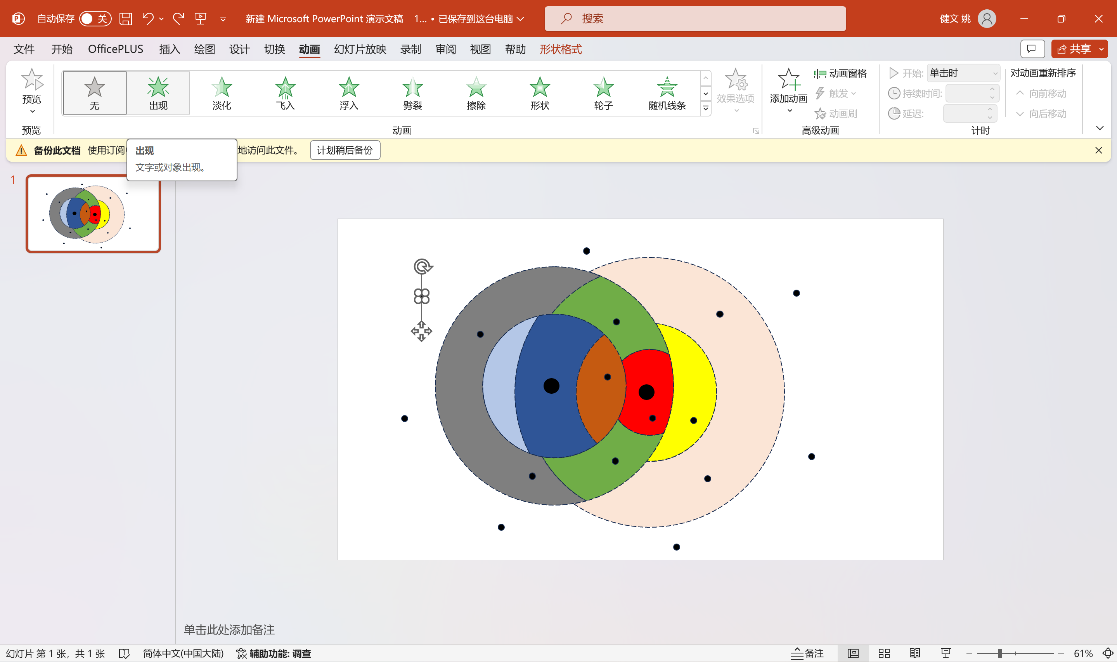 自动保存 关 新建 Microsoft PowerPoint 演示文稿 1... • 已保存到这台电脑 搜索 健文 姚
文件 开始 OfficePLUS 插入 绘图 设计 切换 动画 幻灯片放映 录制 审阅 视图 帮助 形状格式 共享
预览 无 出现 淡化 飞入 浮入 劈裂 擦除 形状 轮子 随机线条 效果选项 添加动画
动画窗格 触发 动画刷
开始: 单击时 持续时间: 延迟:
对动画重新排序 向前移动 向后移动
预览 动画 高级动画 计时
备份此文档 使用订阅 地访问此文件。 计划稍后备份
出现
文字或对象出现。
1
单击此处添加备注
幻灯片 第 1 张，共 1 张 简体中文(中国大陆) 辅助功能: 调查 备注 61%